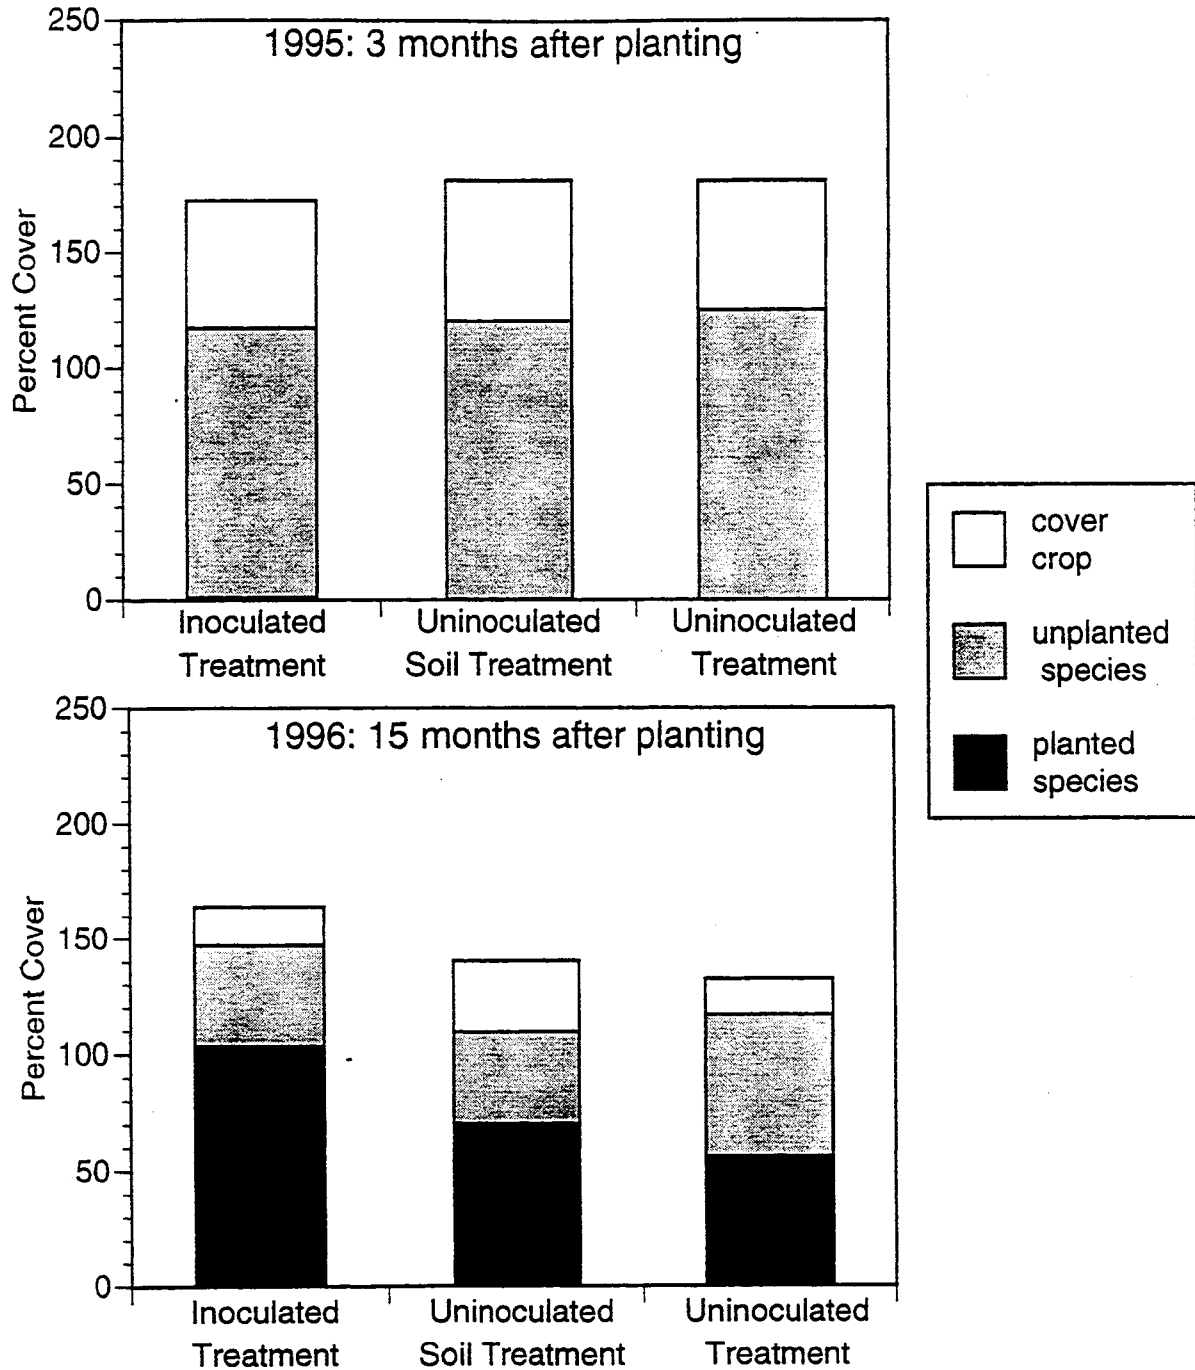 1995: 3 months after planting
250
200
150
100
50
0
Percent Cover
Inoculated Treatment
Uninoculated Soil Treatment
Uninoculated Treatment
cover crop
unplanted species
planted species
1996: 15 months after planting
250
200
150
100
50
0
Percent Cover
Inoculated Treatment
Uninoculated Soil Treatment
Uninoculated Treatment